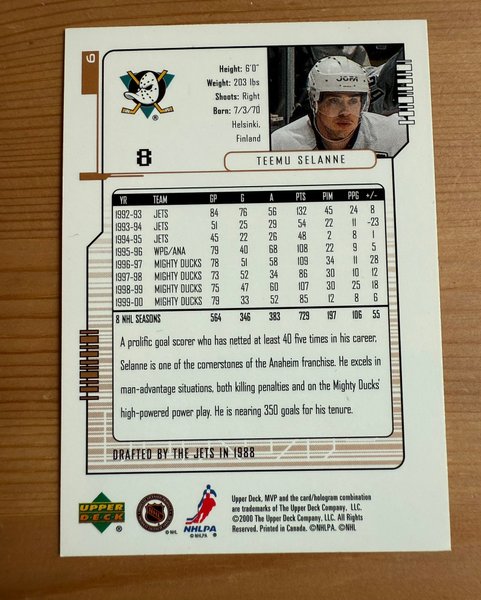 6
Height: 6'0"
Weight: 203 lbs
Shoots: Right
Born: 7/3/70
Helsinki,
Finland
8
TEEMU SELANNE
YR TEAM GP G A PTS PIM PPG +/-
1992-93 JETS 84 76 56 132 45 24 8
1993-94 JETS 51 25 29 54 22 11 -23
1994-95 JETS 45 22 26 48 2 8 1
1995-96 WPG/ANA 79 40 68 108 22 9 5
1996-97 MIGHTY DUCKS 78 51 58 109 34 11 28
1997-98 MIGHTY DUCKS 73 52 34 86 30 10 12
1998-99 MIGHTY DUCKS 75 47 60 107 30 25 18
1999-00 MIGHTY DUCKS 79 33 52 85 12 8 6
8 NHL SEASONS 564 346 383 729 197 106 55
A prolific goal scorer who has netted at least 40 five times in his career,
Selanne is one of the cornerstones of the Anaheim franchise. He excels in
man-advantage situations, both killing penalties and on the Mighty Ducks'
high-powered power play. He is nearing 350 goals for his tenure.
DRAFTED BY THE JETS IN 1988
UPPER
DECK
NHL
© NHL
NHLPA
© NHLPA
Upper Deck, MVP and the card/hologram combination
are trademarks of The Upper Deck Company, LLC.
©2000 The Upper Deck Company, LLC. All Rights
Reserved. Printed in Canada. ©NHLPA. ©NHL